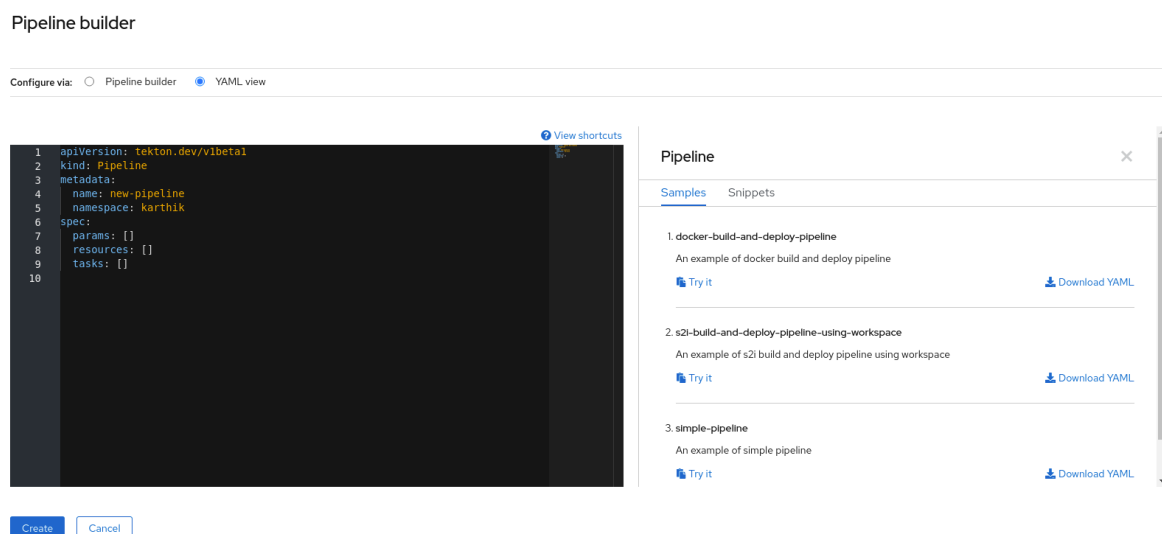 Pipeline builder
Configure via: Pipeline builder YAML view
View shortcuts
1 apiVersion: tekton.dev/v1beta1
2 kind: Pipeline
3 metadata:
4 name: new-pipeline
5 namespace: karthik
6 spec:
7 params: []
8 resources: []
9 tasks: []
10
Pipeline
Samples Snippets
1. docker-build-and-deploy-pipeline
An example of docker build and deploy pipeline
Try it Download YAML
2. s2i-build-and-deploy-pipeline-using-workspace
An example of s2i build and deploy pipeline using workspace
Try it Download YAML
3. simple-pipeline
An example of simple pipeline
Try it Download YAML
Create Cancel